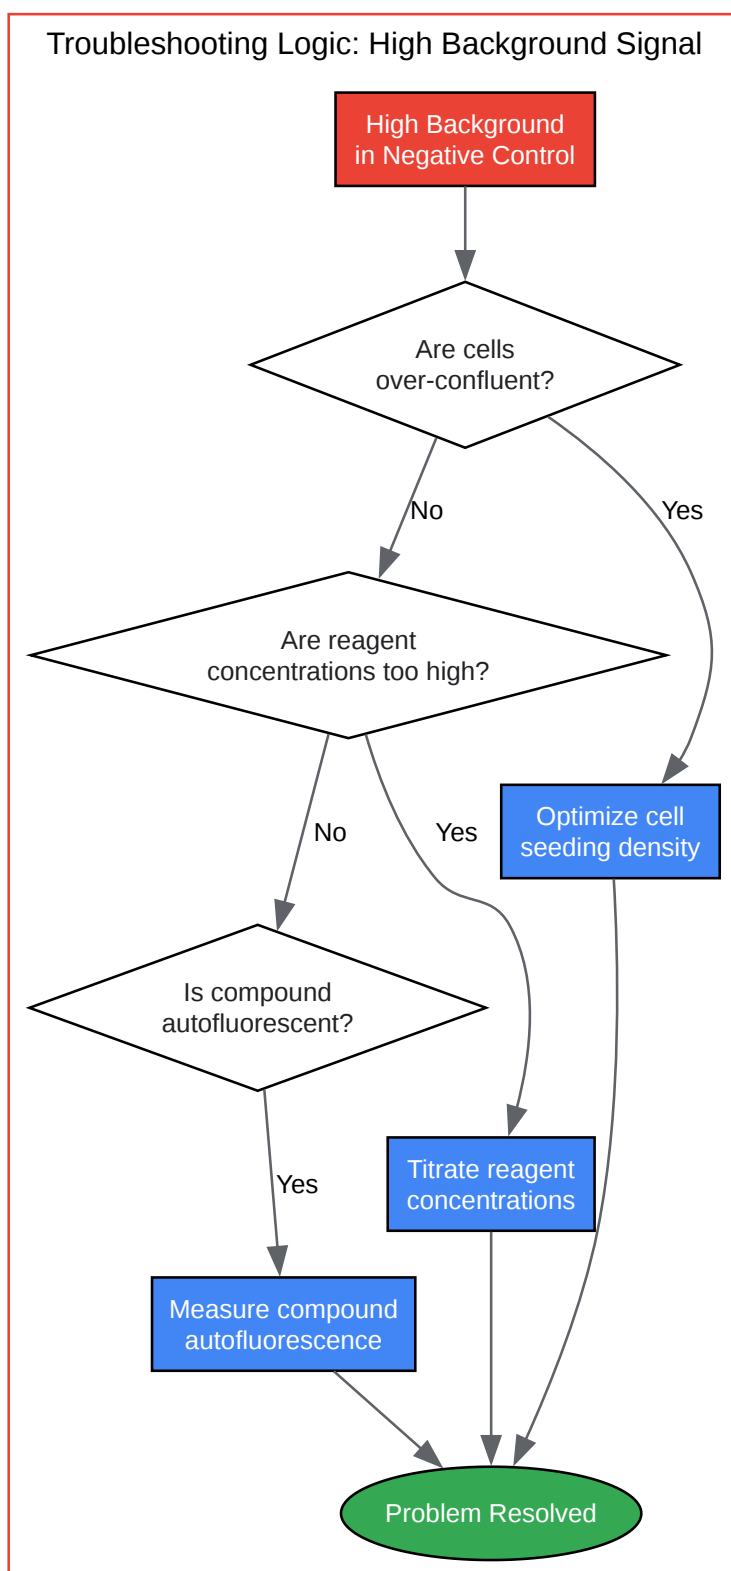 Troubleshooting Logic: High Background Signal
High Background
in Negative Control
Are cells
over-confluent?
No
Yes
Are reagent
concentrations too high?
No
Yes
Optimize cell
seeding density
Is compound
autofluorescent?
Yes
Titrate reagent
concentrations
Measure compound
autofluorescence
Problem Resolved